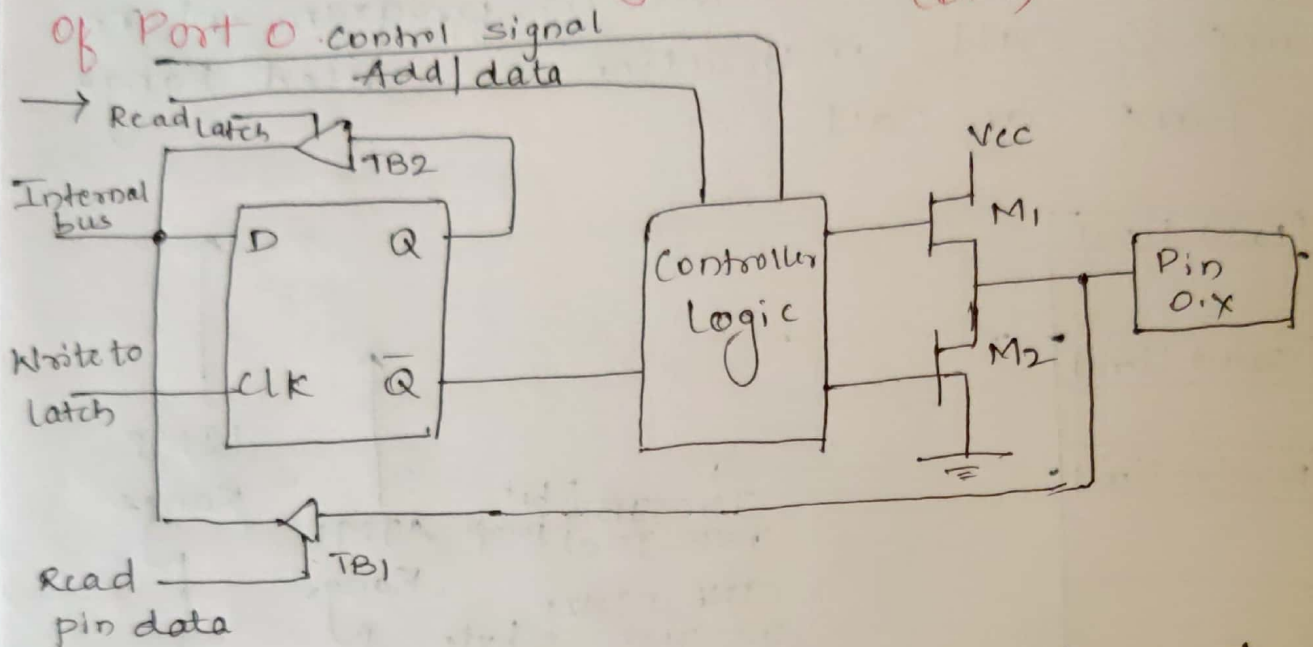 of Port 0 control signal
Add/data
Read latch
TB2
Vcc
Internal
bus
M1
D Q
Controller
Logic
Pin
0.x
M2
Write to
latch
Clk Q̅
TB1
Read
pin data